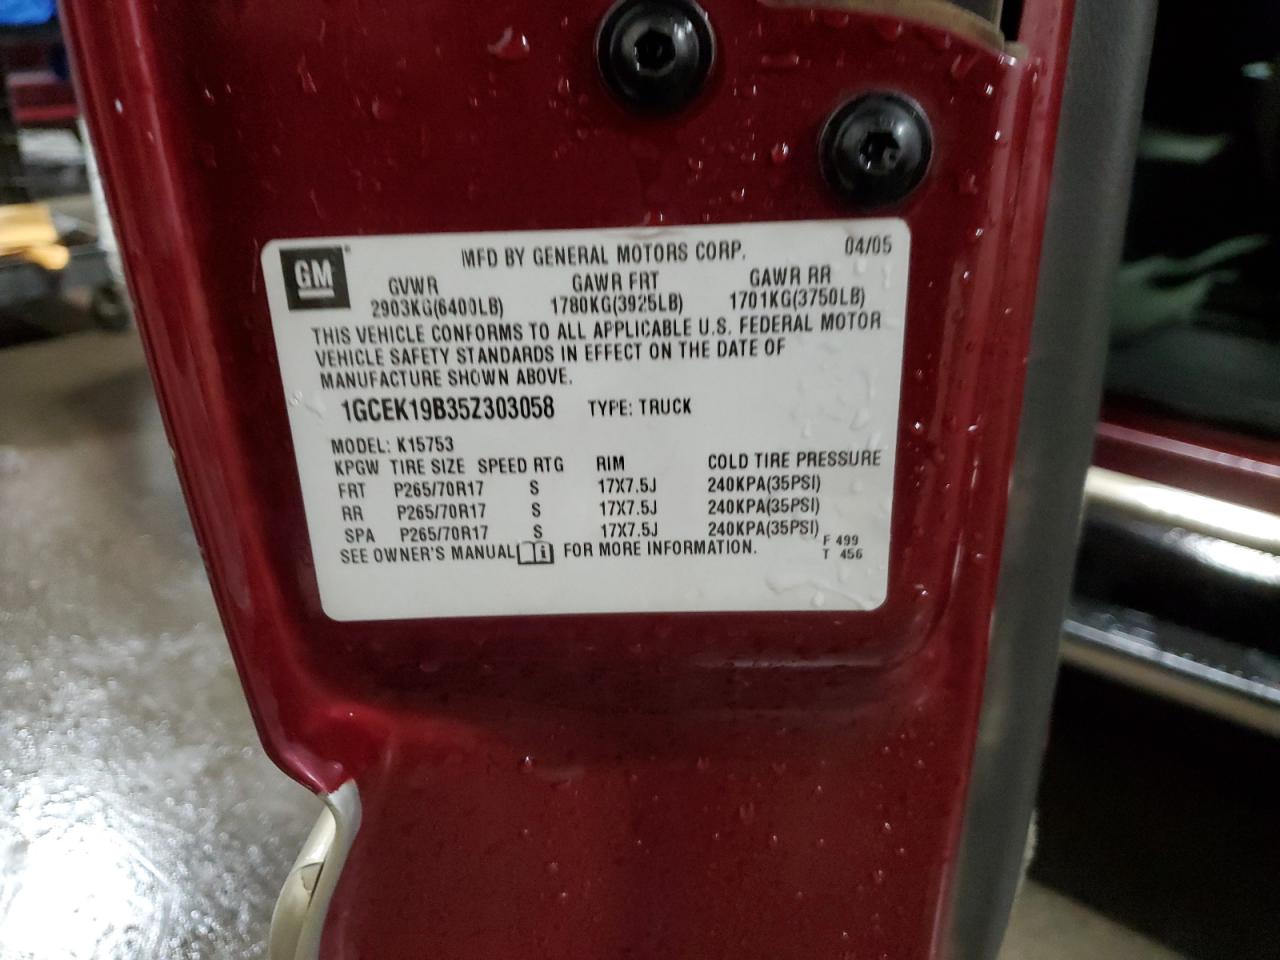 GM
MFD BY GENERAL MOTORS CORP. 04/05
GVWR GAWR FRT GAWR RR
2903KG(6400LB) 1780KG(3925LB) 1701KG(3750LB)
THIS VEHICLE CONFORMS TO ALL APPLICABLE U.S. FEDERAL MOTOR
VEHICLE SAFETY STANDARDS IN EFFECT ON THE DATE OF
MANUFACTURE SHOWN ABOVE.
1GCEK19B35Z303058 TYPE: TRUCK
MODEL: K15753
KPGW TIRE SIZE SPEED RTG RIM COLD TIRE PRESSURE
FRT P265/70R17 S 17X7.5J 240KPA(35PSI)
RR P265/70R17 S 17X7.5J 240KPA(35PSI)
SPA P265/70R17 S 17X7.5J 240KPA(35PSI)
SEE OWNER'S MANUAL FOR MORE INFORMATION.
F 499
T 456